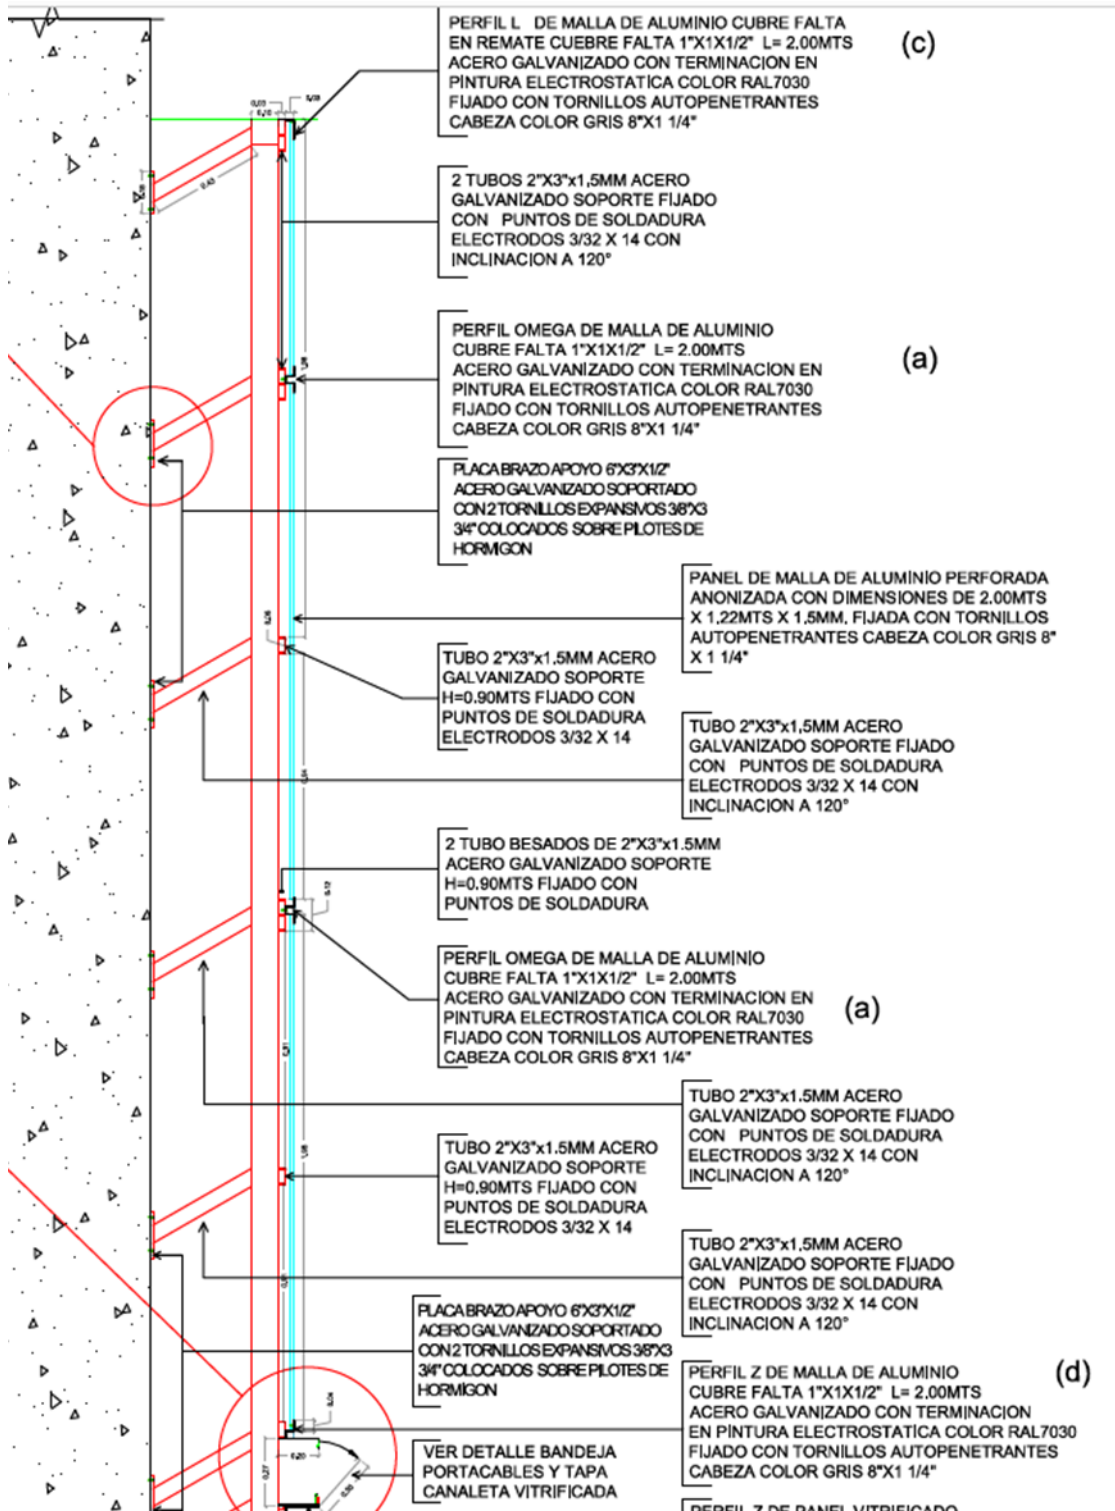 PERFIL L DE MALLA DE ALUMINIO CUBRE FALTA
EN REMATE CUEBRE FALTA 1"X1X1/2" L= 2.00MTS
ACERO GALVANIZADO CON TERMINACION EN
PINTURA ELECTROSTATICA COLOR RAL7030
FIJADO CON TORNILLOS AUTOPENETRANTES
CABEZA COLOR GRIS 8"X1 1/4"
(c)
2 TUBOS 2"X3"x1,5MM ACERO
GALVANIZADO SOPORTE FIJADO
CON PUNTOS DE SOLDADURA
ELECTRODOS 3/32 X 14 CON
INCLINACION A 120°
PERFIL OMEGA DE MALLA DE ALUMINIO
CUBRE FALTA 1"X1X1/2" L= 2.00MTS
ACERO GALVANIZADO CON TERMINACION EN
PINTURA ELECTROSTATICA COLOR RAL7030
FIJADO CON TORNILLOS AUTOPENETRANTES
CABEZA COLOR GRIS 8"X1 1/4"
(a)
PLACA BRAZO APOYO 6"X3"X1/2"
ACERO GALVANIZADO SOPORTADO
CON 2 TORNILLOS EXPANSIVOS 3/8"X3
3/4" COLOCADOS SOBRE PILOTES DE
HORMIGON
PANEL DE MALLA DE ALUMINIO PERFORADA
ANONIZADA CON DIMENSIONES DE 2.00MTS
X 1,22MTS X 1,5MM, FIJADA CON TORNILLOS
AUTOPENETRANTES CABEZA COLOR GRIS 8"
X 1 1/4"
TUBO 2"X3"x1.5MM ACERO
GALVANIZADO SOPORTE
H=0.90MTS FIJADO CON
PUNTOS DE SOLDADURA
ELECTRODOS 3/32 X 14
TUBO 2"X3"x1,5MM ACERO
GALVANIZADO SOPORTE FIJADO
CON PUNTOS DE SOLDADURA
ELECTRODOS 3/32 X 14 CON
INCLINACION A 120°
2 TUBO BESADOS DE 2"X3"x1.5MM
ACERO GALVANIZADO SOPORTE
H=0.90MTS FIJADO CON
PUNTOS DE SOLDADURA
PERFIL OMEGA DE MALLA DE ALUMINIO
CUBRE FALTA 1"X1X1/2" L= 2.00MTS
ACERO GALVANIZADO CON TERMINACION EN
PINTURA ELECTROSTATICA COLOR RAL7030
FIJADO CON TORNILLOS AUTOPENETRANTES
CABEZA COLOR GRIS 8"X1 1/4"
(a)
TUBO 2"X3"x1.5MM ACERO
GALVANIZADO SOPORTE FIJADO
CON PUNTOS DE SOLDADURA
ELECTRODOS 3/32 X 14 CON
INCLINACION A 120°
TUBO 2"X3"x1.5MM ACERO
GALVANIZADO SOPORTE
H=0.90MTS FIJADO CON
PUNTOS DE SOLDADURA
ELECTRODOS 3/32 X 14
TUBO 2"X3"x1,5MM ACERO
GALVANIZADO SOPORTE FIJADO
CON PUNTOS DE SOLDADURA
ELECTRODOS 3/32 X 14 CON
INCLINACION A 120°
PLACA BRAZO APOYO 6"X3"X1/2"
ACERO GALVANIZADO SOPORTADO
CON 2 TORNILLOS EXPANSIVOS 3/8"X3
3/4" COLOCADOS SOBRE PILOTES DE
HORMIGON
PERFIL Z DE MALLA DE ALUMINIO
CUBRE FALTA 1"X1X1/2" L= 2,00MTS
ACERO GALVANIZADO CON TERMINACION
EN PINTURA ELECTROSTATICA COLOR RAL7030
FIJADO CON TORNILLOS AUTOPENETRANTES
CABEZA COLOR GRIS 8"X1 1/4"
(d)
VER DETALLE BANDEJA
PORTACABLES Y TAPA
CANALETA VITRIFICADA
PERFIL Z DE PANEL VITRIFICADO